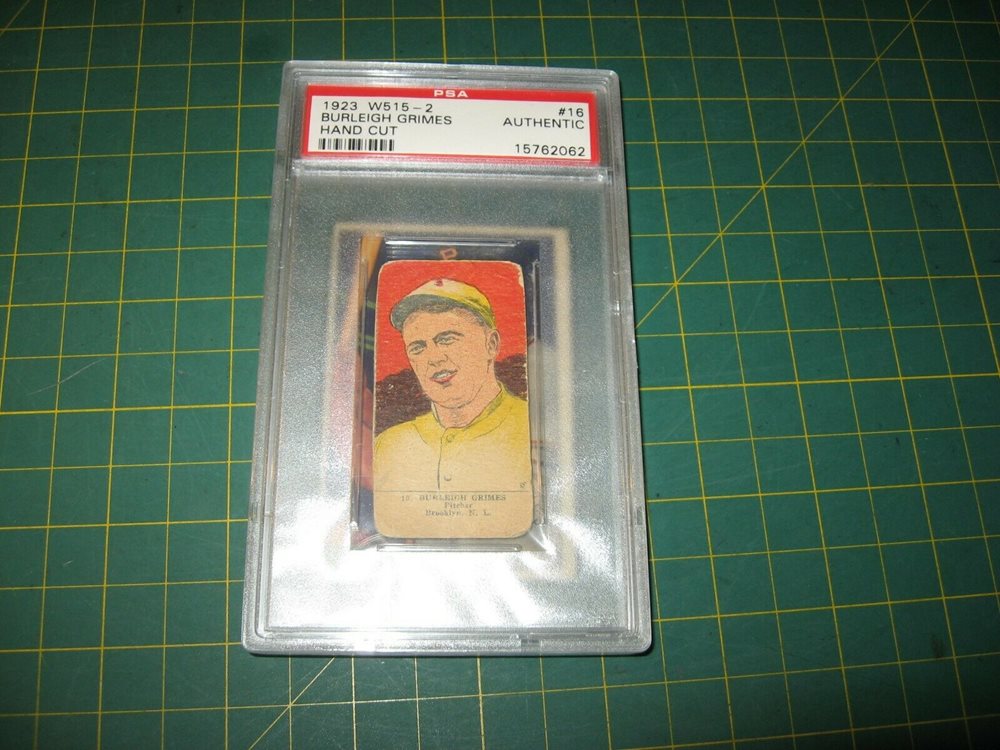 PSA
1923 W515-2 #16
BURLEIGH GRIMES AUTHENTIC
HAND CUT
15762062
P
BURLEIGH GRIMES
Pitcher
Brooklyn, N. L.